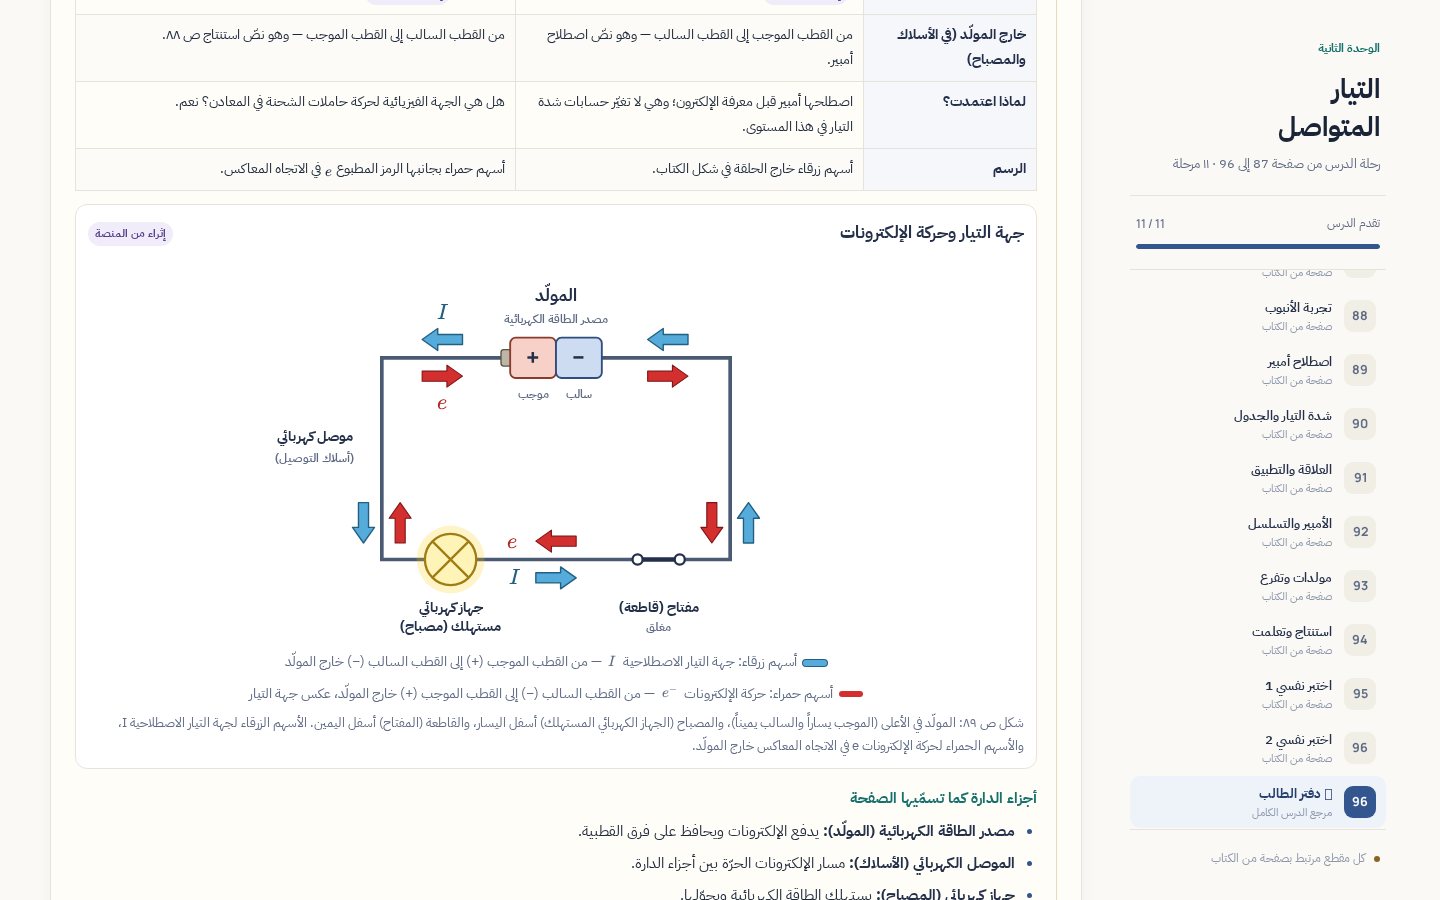 الوحدة الثانية
التيار
المتواصل
رحلة الدرس من صفحة 87 إلى 96 · ١١ مرحلة
تقدم الدرس
11 / 11
صفحة من الكتاب
88
تجربة الأنبوب
صفحة من الكتاب
89
اصطلاح أمبير
صفحة من الكتاب
90
شدة التيار والجدول
صفحة من الكتاب
91
العلاقة والتطبيق
صفحة من الكتاب
92
الأمبير والتسلسل
صفحة من الكتاب
93
مولدات وتفرع
صفحة من الكتاب
94
استنتاج وتعلمت
صفحة من الكتاب
95
اختبر نفسي 1
صفحة من الكتاب
96
اختبر نفسي 2
صفحة من الكتاب
96
دفتر الطالب
مرجع الدرس الكامل
كل مقطع مرتبط بصفحة من الكتاب
خارج المولّد (في الأسلاك والمصباح)
من القطب الموجب إلى القطب السالب — وهو نصّ اصطلاح أمبير.
من القطب السالب إلى القطب الموجب — وهو نصّ استنتاج ص ٨٨.
لماذا اعتمدت؟
اصطلحها أمبير قبل معرفة الإلكترون؛ وهي لا تغيّر حسابات شدة التيار في هذا المستوى.
هل هي الجهة الفيزيائية لحركة حاملات الشحنة في المعادن؟ نعم.
الرسم
أسهم زرقاء خارج الحلقة في شكل الكتاب.
أسهم حمراء بجانبها الرمز المطبوع e في الاتجاه المعاكس.
جهة التيار وحركة الإلكترونات
إثراء من المنصة
المولّد
مصدر الطاقة الكهربائية
I
+ −
موجب سالب
e
موصل كهربائي
(أسلاك التوصيل)
e
I
جهاز كهربائي
مستهلك (مصباح)
مفتاح (قاطعة)
مغلق
أسهم زرقاء: جهة التيار الاصطلاحية I — من القطب الموجب (+) إلى القطب السالب (−) خارج المولّد
أسهم حمراء: حركة الإلكترونات e⁻ — من القطب السالب (−) إلى القطب الموجب (+) خارج المولّد، عكس جهة التيار
شكل ص ٨٩: المولّد في الأعلى (الموجب يساراً والسالب يميناً)، والمصباح (الجهاز الكهربائي المستهلك) أسفل اليسار، والقاطعة (المفتاح) أسفل اليمين. الأسهم الزرقاء لجهة التيار الاصطلاحية I،
والأسهم الحمراء لحركة الإلكترونات e في الاتجاه المعاكس خارج المولّد.
أجزاء الدارة كما تسمّيها الصفحة
مصدر الطاقة الكهربائية (المولّد): يدفع الإلكترونات ويحافظ على فرق القطبية.
الموصل الكهربائي (الأسلاك): مسار الإلكترونات الحرّة بين أجزاء الدارة.
جهاز كهربائي (المصباح): يستهلك الطاقة الكهربائية ويحوّلها.